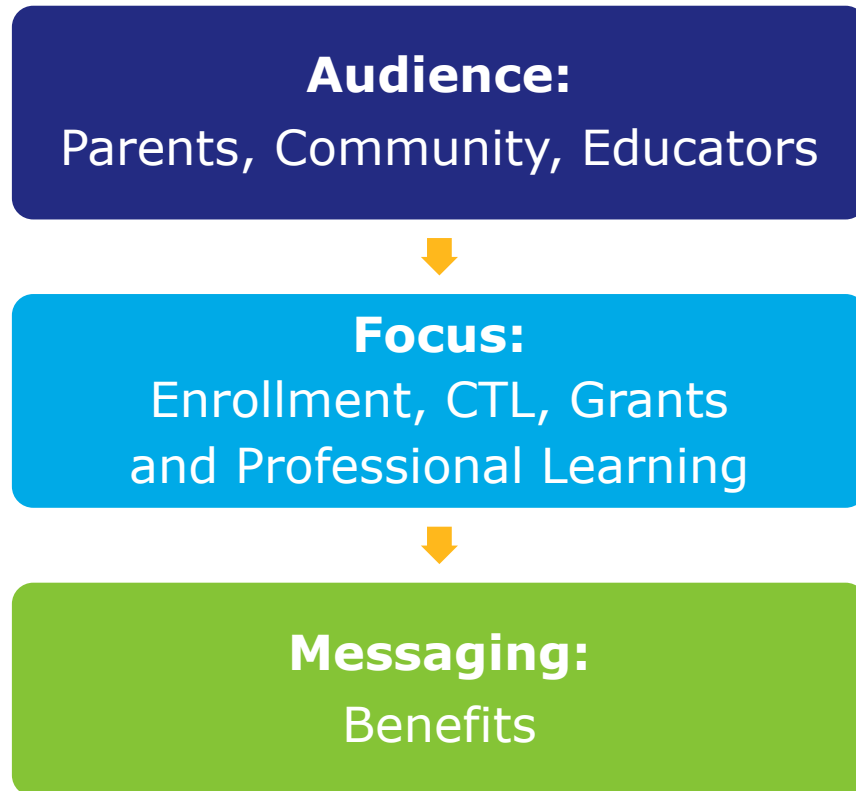 Audience:
Parents, Community, Educators
Focus:
Enrollment, CTL, Grants
and Professional Learning
Messaging:
Benefits